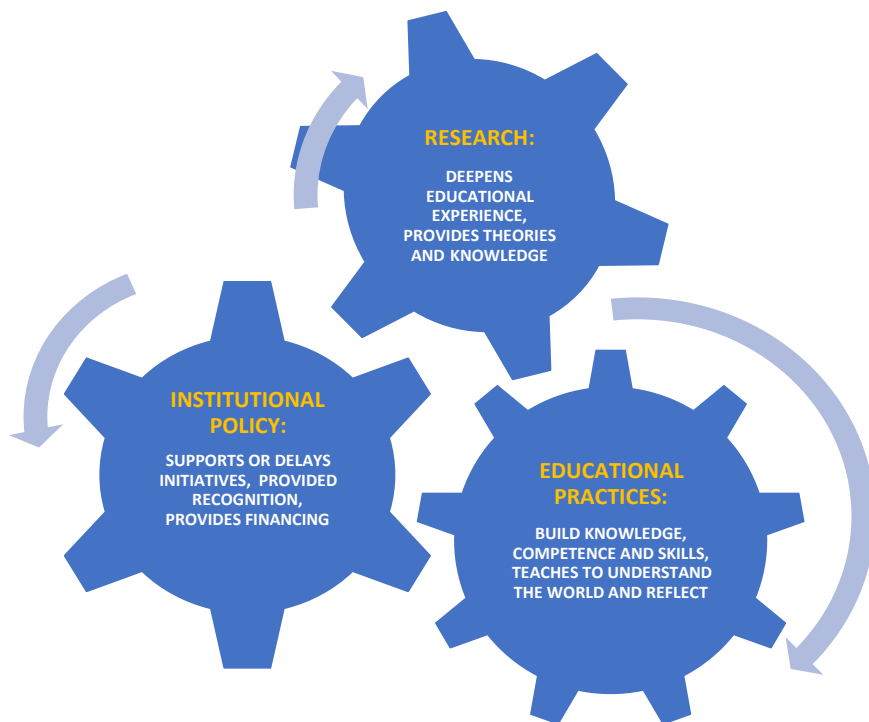 RESEARCH:
DEEPENS
EDUCATIONAL
EXPERIENCE,
PROVIDES THEORIES
AND KNOWLEDGE
INSTITUTIONAL
POLICY:
SUPPORTS OR DELAYS
INITIATIVES, PROVIDED
RECOGNITION,
PROVIDES FINANCING
EDUCATIONAL
PRACTICES:
BUILD KNOWLEDGE,
COMPETENCE AND SKILLS,
TEACHES TO UNDERSTAND
THE WORLD AND REFLECT